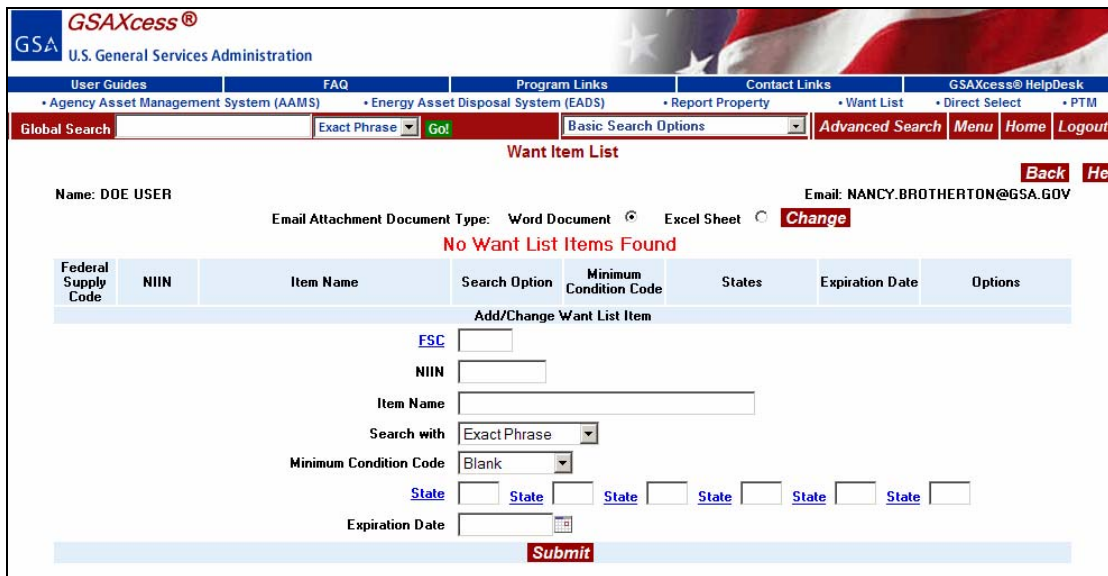 GSA
GSAXcess ®
U.S. General Services Administration
User Guides FAQ Program Links Contact Links GSAXcess® HelpDesk
• Agency Asset Management System (AAMS) • Energy Asset Disposal System (EADS) • Report Property • Want List • Direct Select • PTM
Global Search Exact Phrase Go! Basic Search Options Advanced Search Menu Home Logout
Want Item List
Back He
Name: DOE USER Email: NANCY.BROTHERTON@GSA.GOV
Email Attachment Document Type: Word Document Excel Sheet Change
No Want List Items Found
Federal Supply Code NIIN Item Name Search Option Minimum Condition Code States Expiration Date Options
Add/Change Want List Item
FSC
NIIN
Item Name
Search with Exact Phrase
Minimum Condition Code Blank
State State State State State State
Expiration Date
Submit